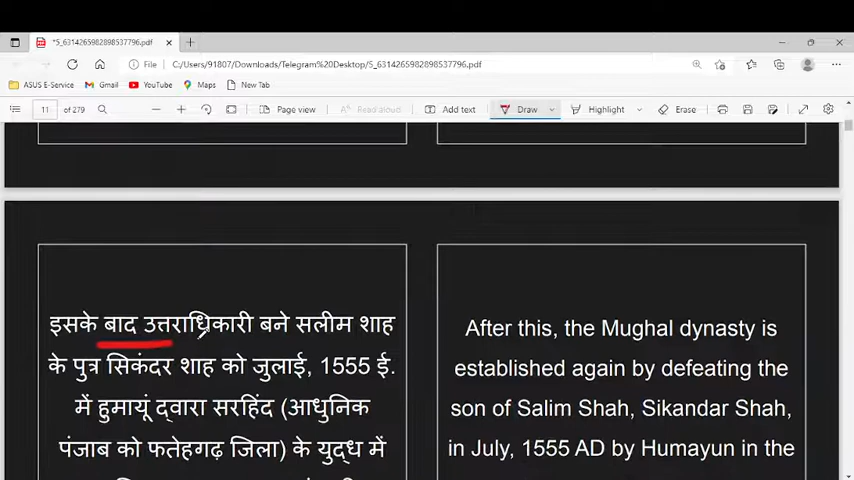 *5_6314265982898537796.pdf
File C:/Users/91807/Downloads/Telegram Desktop/5_6314265982898537796.pdf
ASUS E-Service Gmail YouTube Maps New Tab
11 of 279 Page view Read aloud Add text Draw Highlight Erase
इसके बाद उत्तराधिकारी बने सलीम शाह
के पुत्र सिकंदर शाह को जुलाई, 1555 ई.
में हुमायूं द्वारा सरहिंद (आधुनिक
पंजाब को फतेहगढ़ जिला) के युद्ध में
After this, the Mughal dynasty is
established again by defeating the
son of Salim Shah, Sikandar Shah,
in July, 1555 AD by Humayun in the